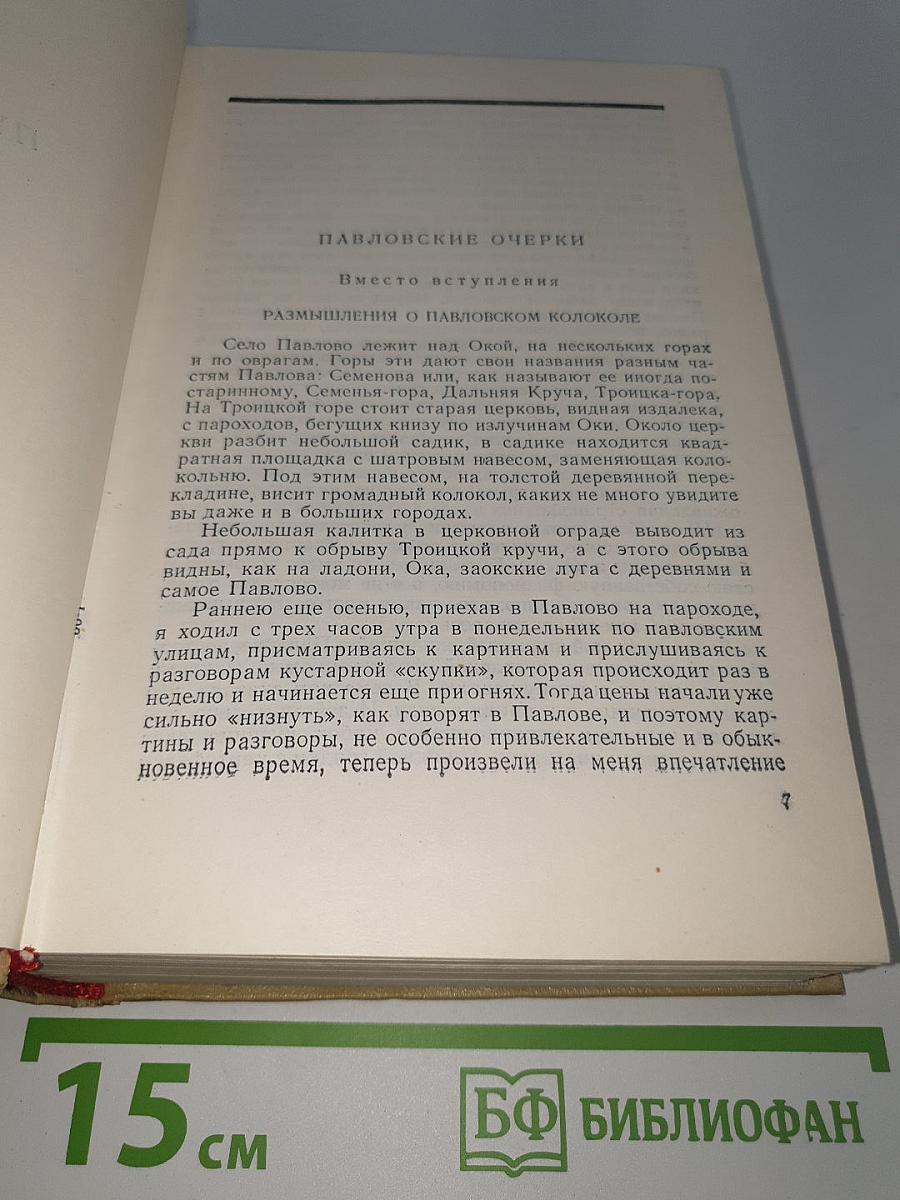 ПАВЛОВСКИЕ ОЧЕРКИ
Вместо вступления
РАЗМЫШЛЕНИЯ О ПАВЛОВСКОМ КОЛОКОЛЕ
Село Павлово лежит над Окой, на нескольких горах
и по оврагам. Горы эти дают свои названия разным ча-
стям Павлова: Семенова или, как называют ее иногда по-
старинному, Семенья-гора, Дальняя Круча, Троицка-гора.
На Троицкой горе стоит старая церковь, видная издалека,
с пароходов, бегущих книзу по излучинам Оки. Около цер-
кви разбит небольшой садик, в садике находится квад-
ратная площадка с шатровым навесом, заменяющая коло-
кольню. Под этим навесом, на толстой деревянной пере-
кладине, висит громадный колокол, каких не много увидите
вы даже и в больших городах.
Небольшая калитка в церковной ограде выводит из
сада прямо к обрыву Троицкой кручи, а с этого обрыва
видны, как на ладони, Ока, заокские луга с деревнями и
самое Павлово.
Раннею еще осенью, приехав в Павлово на пароходе,
я ходил с трех часов утра в понедельник по павловским
улицам, присматриваясь к картинам и прислушиваясь к
разговорам кустарной «скупки», которая происходит раз в
неделю и начинается еще при огнях. Тогда цены начали уже
сильно «низнуть», как говорят в Павлове, и поэтому кар-
тины и разговоры, не особенно привлекательные и в обык-
новенное время, теперь произвели на меня впечатление
7
15 см
БФ БИБЛИОФАН